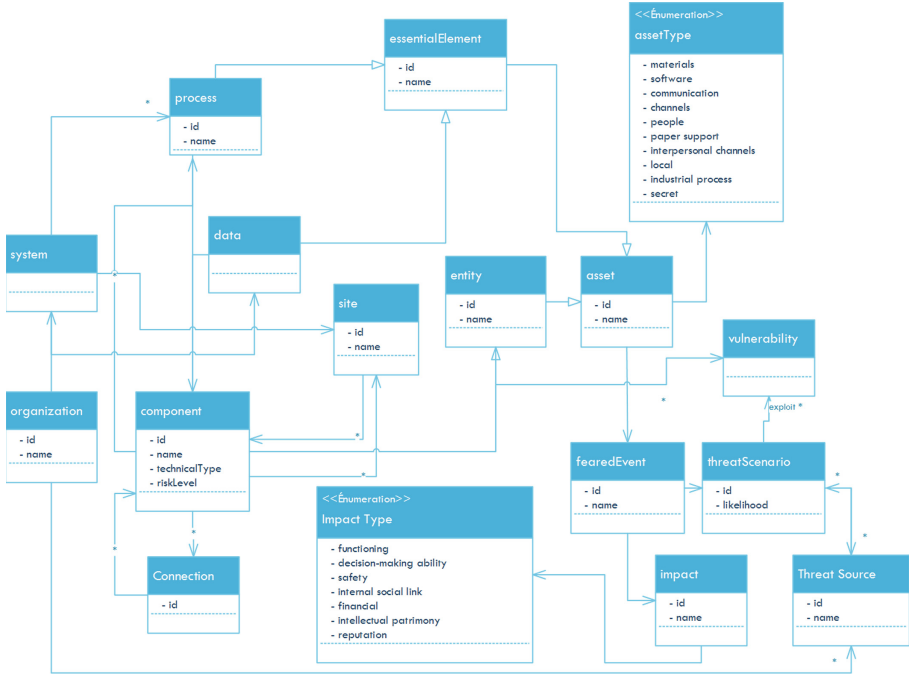 essentialElement
- id
- name
<<Énumeration>>
assetType
- materials
- software
- communication
- channels
- people
- paper support
- interpersonal channels
- local
- industrial process
- secret
process
- id
- name
*
data
system
*
entity
- id
- name
asset
- id
- name
site
- id
- name
vulnerability
organization
- id
- name
component
- id
- name
- technicalType
- riskLevel
*
*
*
exploit *
fearedEvent
- id
- name
threatScenario
- id
- likelihood
*
*
<<Énumeration>>
Impact Type
- functioning
- decision-making ability
- safety
- internal social link
- financial
- intellectual patrimony
- reputation
*
*
Connection
- id
impact
- id
- name
Threat Source
- id
- name
*